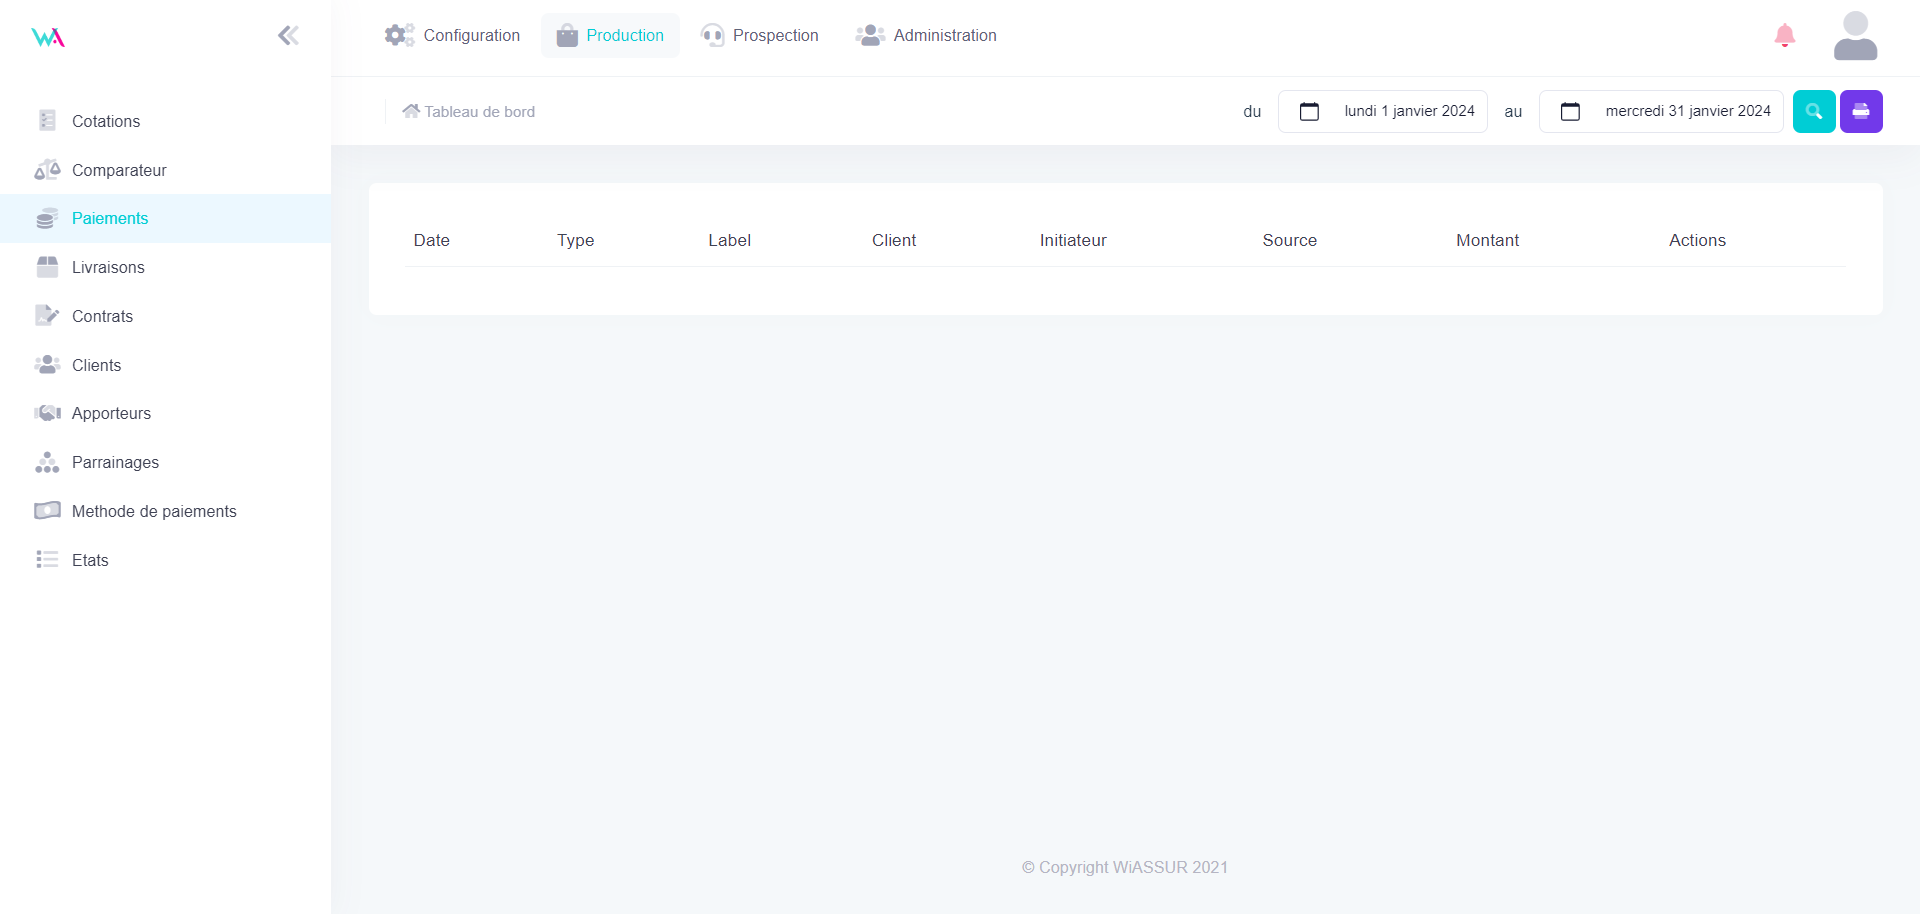 WA
Configuration
Production
Prospection
Administration
Tableau de bord
du
lundi 1 janvier 2024
au
mercredi 31 janvier 2024
Cotations
Comparateur
Paiements
Livraisons
Contrats
Clients
Apporteurs
Parrainages
Methode de paiements
Etats
Date Type Label Client Initiateur Source Montant Actions
© Copyright WiASSUR 2021